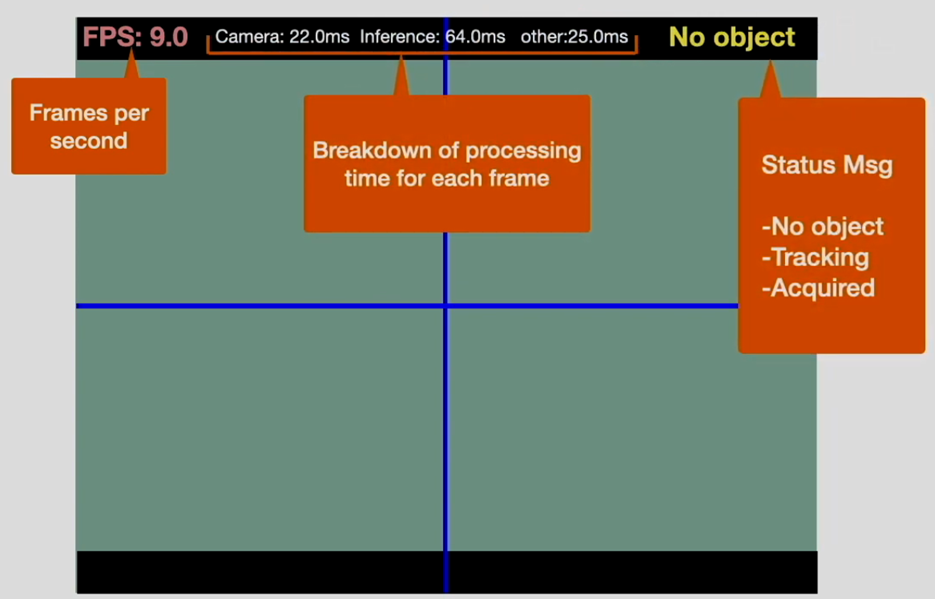 FPS: 9.0 Camera: 22.0ms Inference: 64.0ms other:25.0ms No object
Frames per
second
Breakdown of processing
time for each frame
Status Msg
-No object
-Tracking
-Acquired